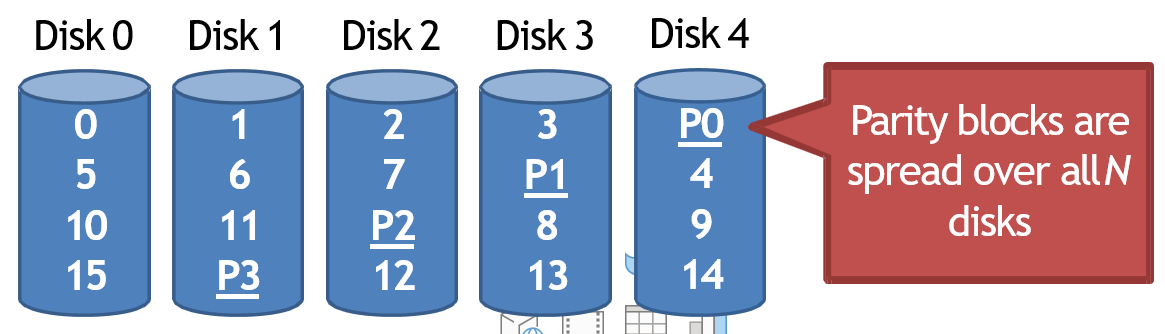 Disk 0 Disk 1 Disk 2 Disk 3 Disk 4
0 1 2 3 P0
5 6 7 P1 4
10 11 P2 8 9
15 P3 12 13 14
Parity blocks are
spread over all N
disks